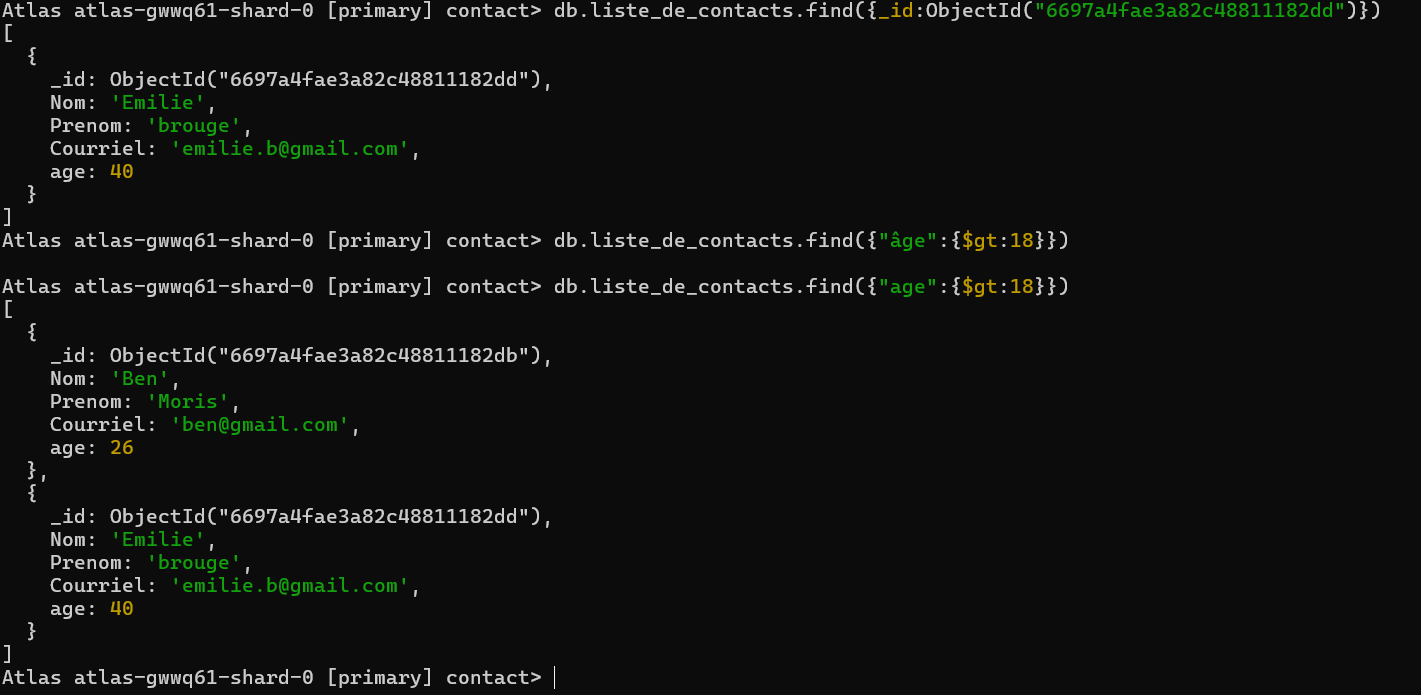 Atlas atlas-gwwq61-shard-0 [primary] contact> db.liste_de_contacts.find({_id:ObjectId("6697a4fae3a82c48811182dd")})
[
  {
    _id: ObjectId("6697a4fae3a82c48811182dd"),
    Nom: 'Emilie',
    Prenom: 'brouge',
    Courriel: 'emilie.b@gmail.com',
    age: 40
  }
]
Atlas atlas-gwwq61-shard-0 [primary] contact> db.liste_de_contacts.find({"âge":{$gt:18}})

Atlas atlas-gwwq61-shard-0 [primary] contact> db.liste_de_contacts.find({"age":{$gt:18}})
[
  {
    _id: ObjectId("6697a4fae3a82c48811182db"),
    Nom: 'Ben',
    Prenom: 'Moris',
    Courriel: 'ben@gmail.com',
    age: 26
  },
  {
    _id: ObjectId("6697a4fae3a82c48811182dd"),
    Nom: 'Emilie',
    Prenom: 'brouge',
    Courriel: 'emilie.b@gmail.com',
    age: 40
  }
]
Atlas atlas-gwwq61-shard-0 [primary] contact>